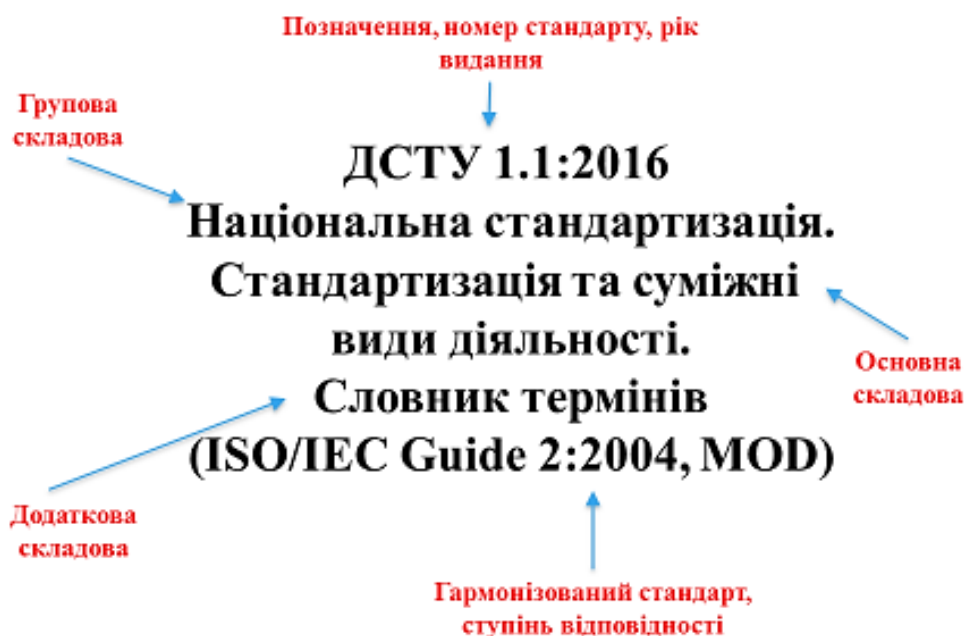 Позначення, номер стандарту, рік
видання
Групова
складова
ДСТУ 1.1:2016
Національна стандартизація.
Стандартизація та суміжні
види діяльності.
Основна
складова
Словник термінів
(ISO/IEC Guide 2:2004, MOD)
Додаткова
складова
Гармонізований стандарт,
ступінь відповідності